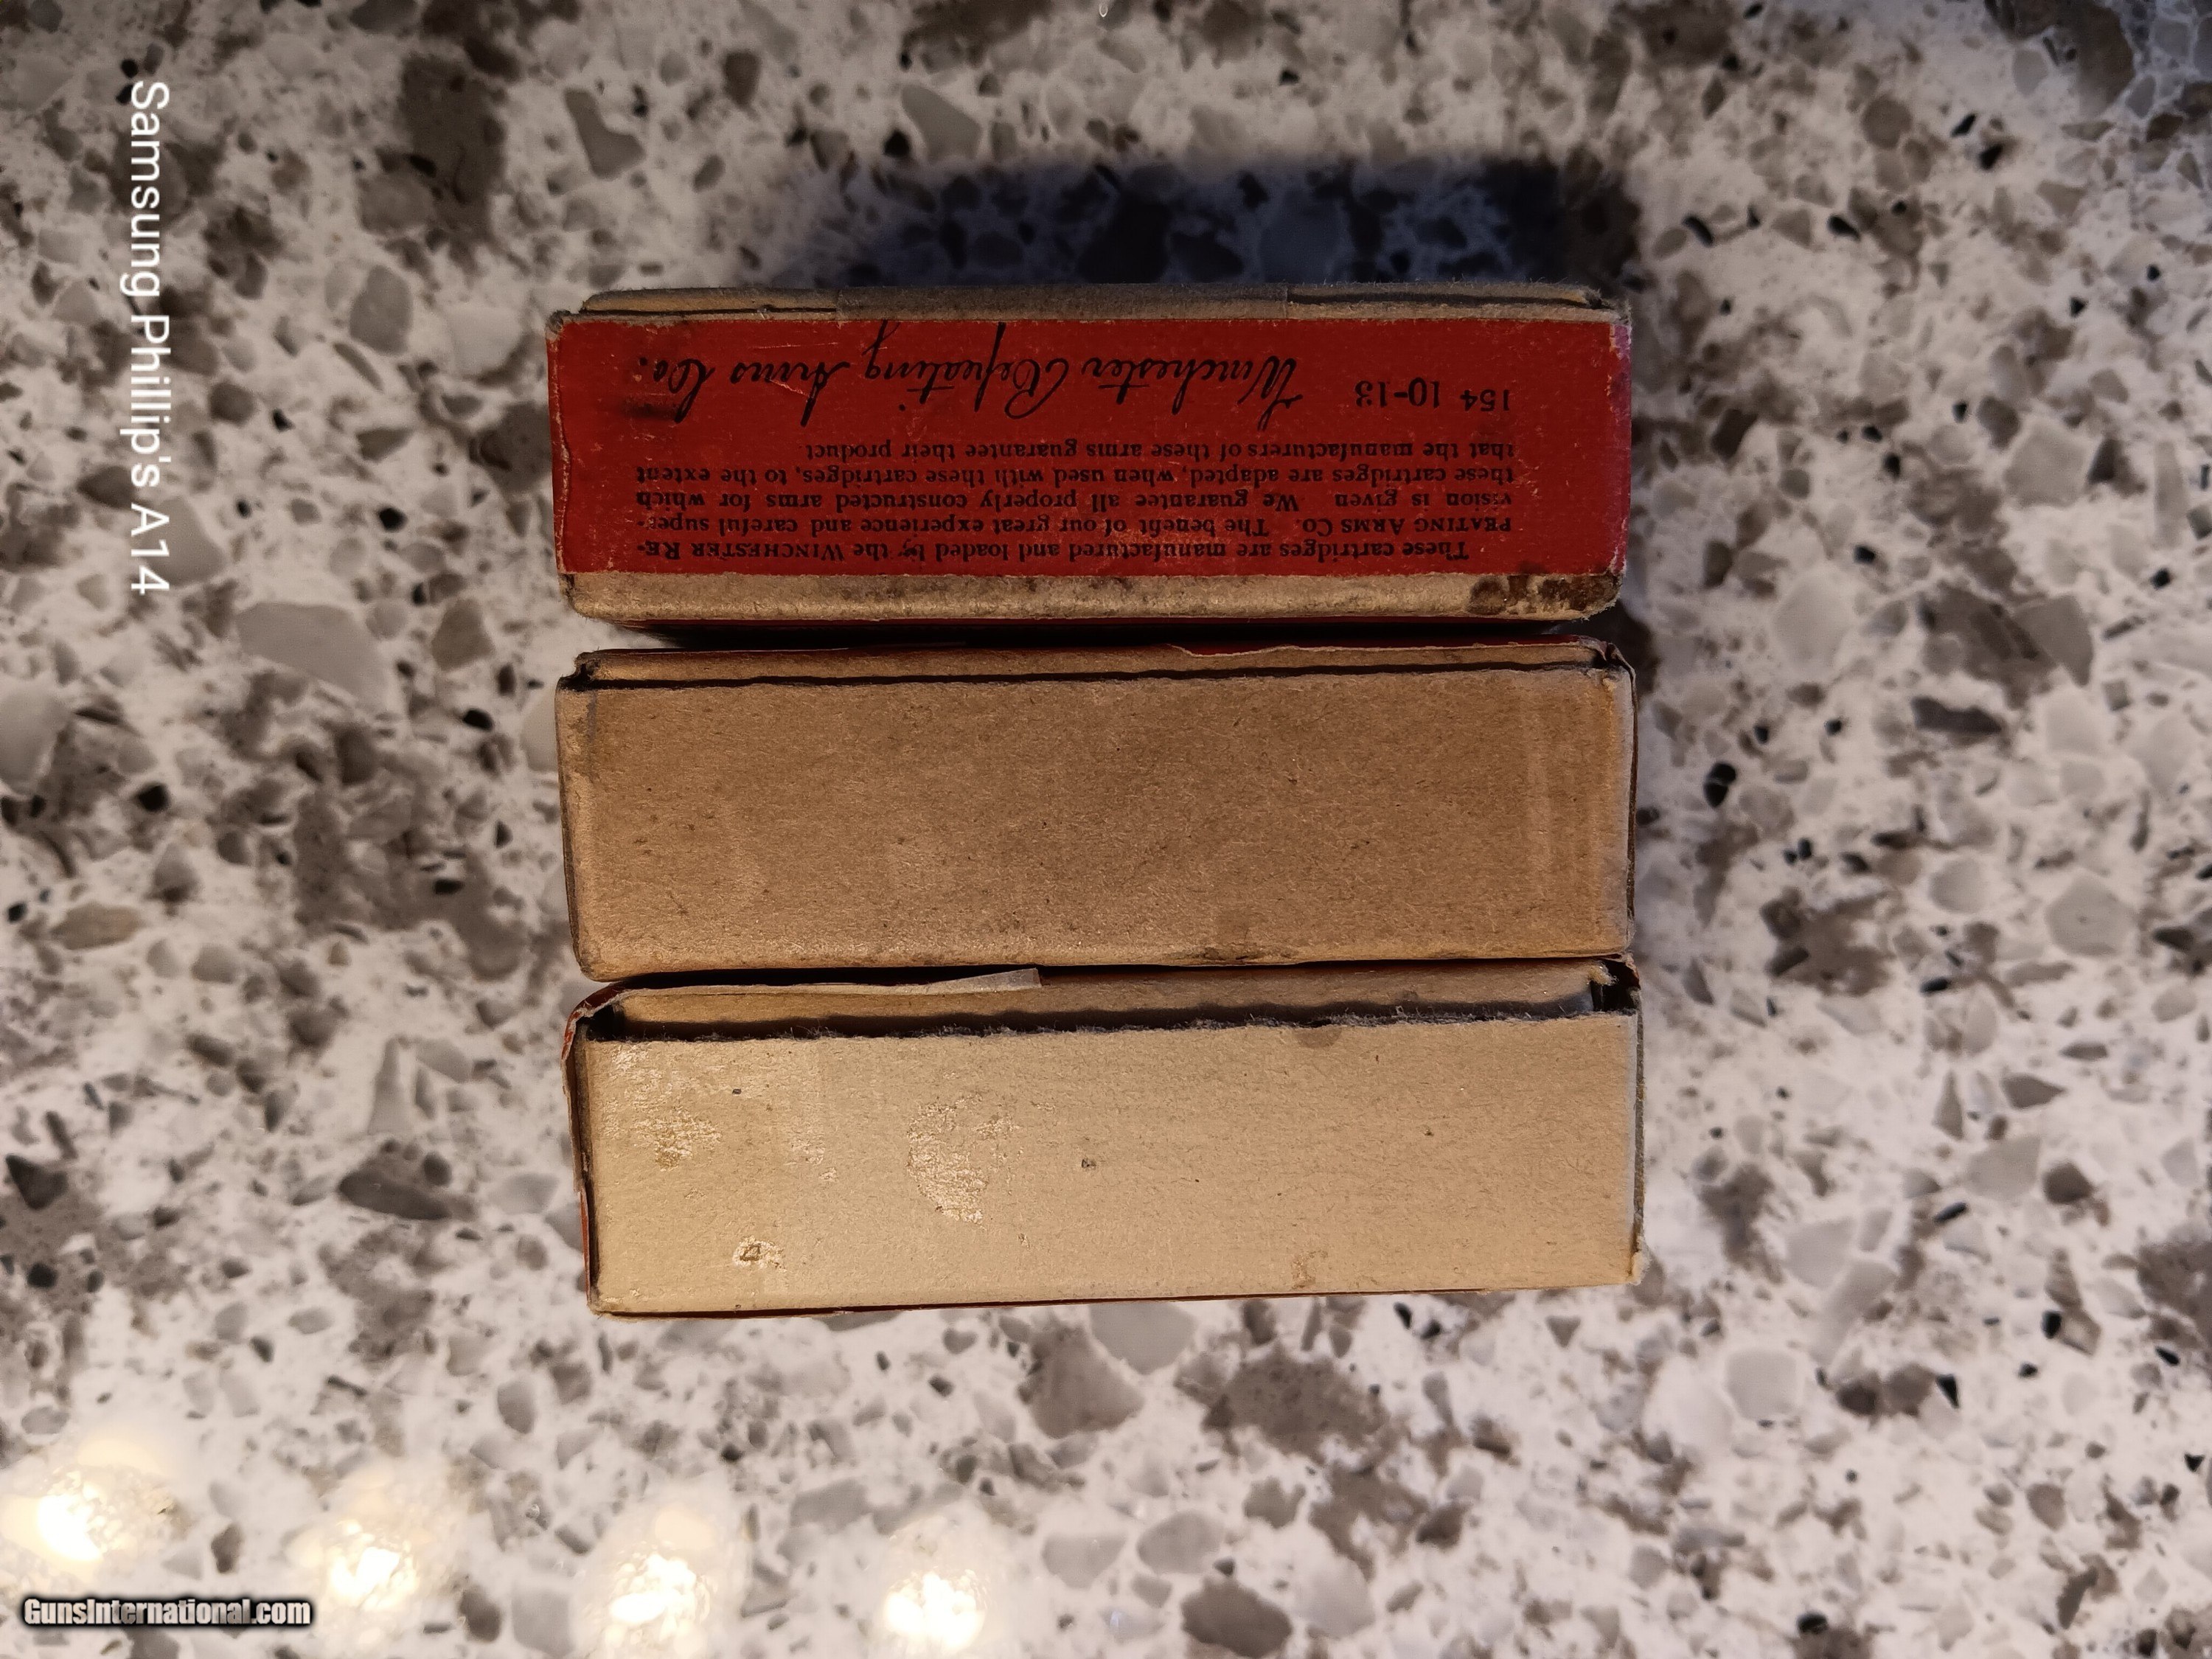 Samsung Phillip's A14
These cartridges are manufactured and loaded by the WINCHESTER RE-
PEATING ARMS CO. The benefit of our great experience and careful super-
vision is given We guarantee all properly constructed arms for which
these cartridges are adapted, when used with these cartridges, to the extent
that the manufacturers of these arms guarantee their product
154 10-13 Winchester Repeating Arms Co.
GunsInternational.com